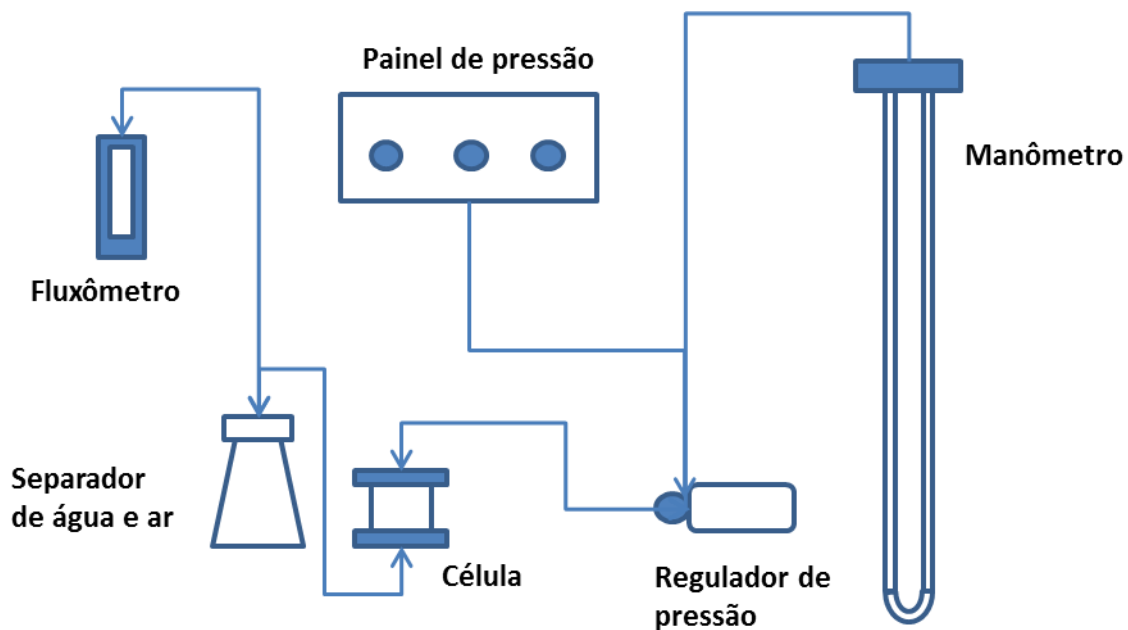 Painel de pressão
Manômetro
Fluxômetro
Separador
de água e ar
Célula
Regulador de
pressão